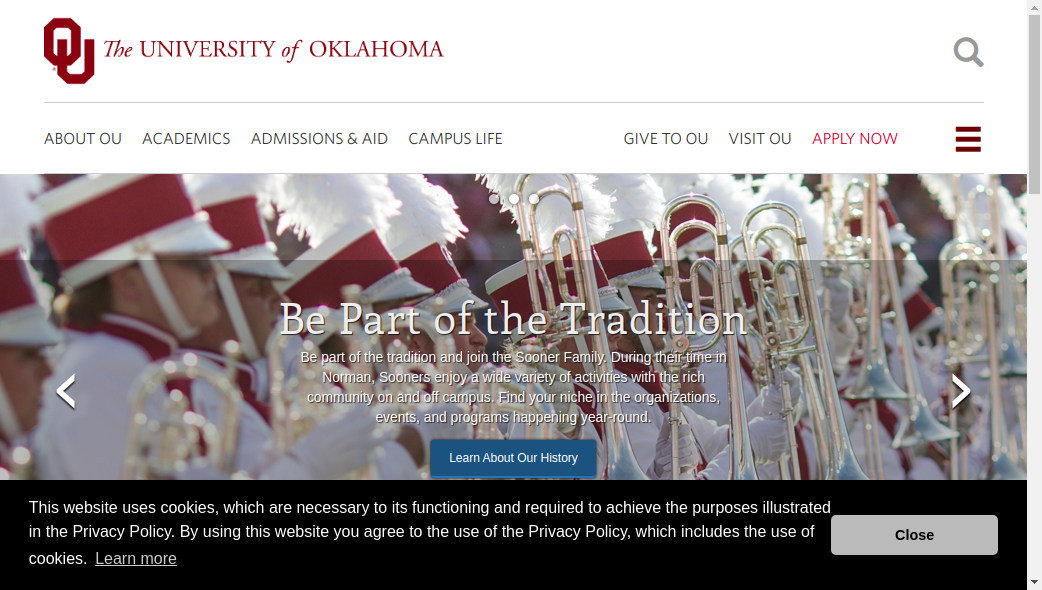 The UNIVERSITY of OKLAHOMA
ABOUT OU ACADEMICS ADMISSIONS & AID CAMPUS LIFE GIVE TO OU VISIT OU APPLY NOW
Be Part of the Tradition
Be part of the tradition and join the Sooner Family. During their time in
Norman, Sooners enjoy a wide variety of activities with the rich
community on and off campus. Find your niche in the organizations,
events, and programs happening year-round.
Learn About Our History
This website uses cookies, which are necessary to its functioning and required to achieve the purposes illustrated
in the Privacy Policy. By using this website you agree to the use of the Privacy Policy, which includes the use of
cookies. Learn more
Close